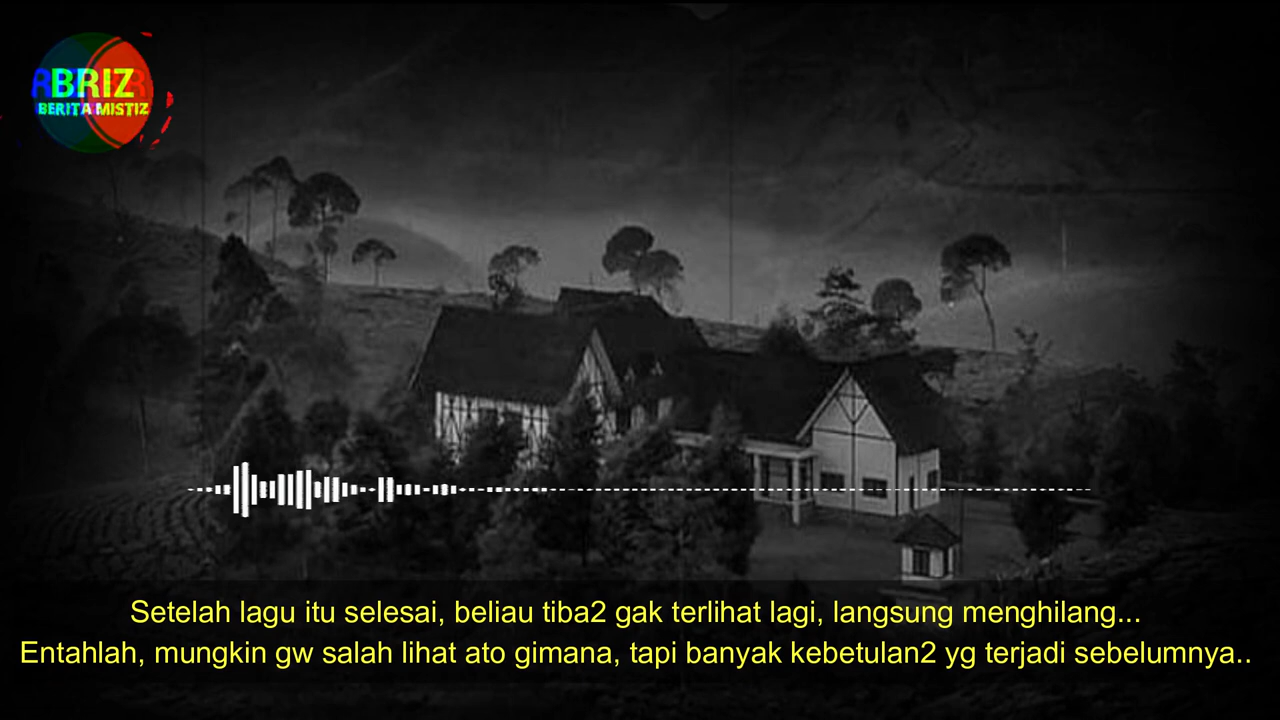 BRIZ
BERITA MISTIZ
Setelah lagu itu selesai, beliau tiba2 gak terlihat lagi, langsung menghilang...
Entahlah, mungkin gw salah lihat ato gimana, tapi banyak kebetulan2 yg terjadi sebelumnya..